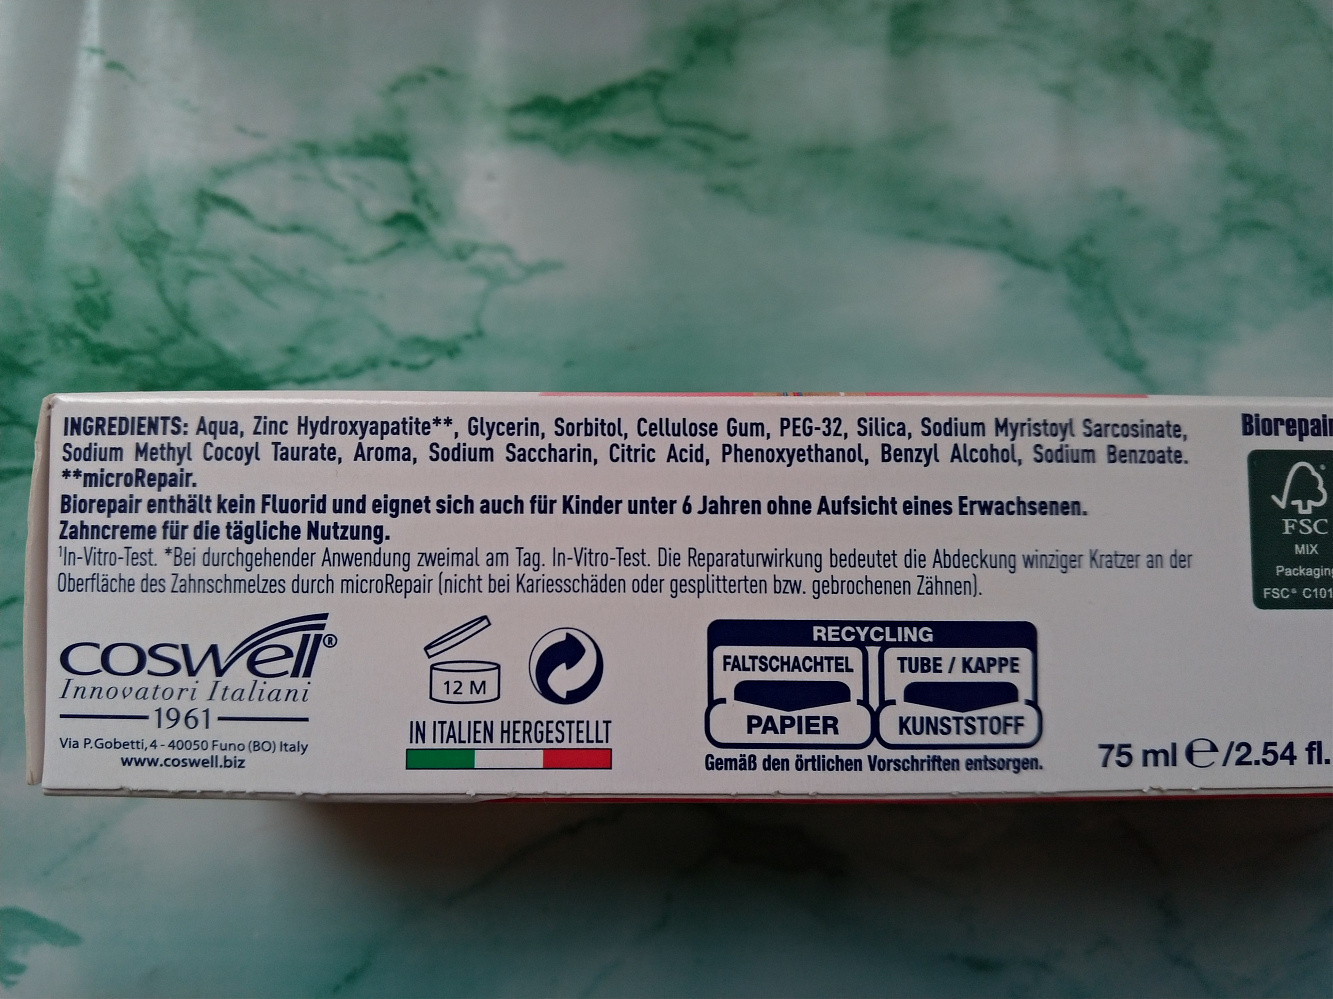 INGREDIENTS: Aqua, Zinc Hydroxyapatite**, Glycerin, Sorbitol, Cellulose Gum, PEG-32, Silica, Sodium Myristoyl Sarcosinate,
Sodium Methyl Cocoyl Taurate, Aroma, Sodium Saccharin, Citric Acid, Phenoxyethanol, Benzyl Alcohol, Sodium Benzoate.
**microRepair.
Biorepair enthält kein Fluorid und eignet sich auch für Kinder unter 6 Jahren ohne Aufsicht eines Erwachsenen.
Zahncreme für die tägliche Nutzung.
¹In-Vitro-Test. *Bei durchgehender Anwendung zweimal am Tag. In-Vitro-Test. Die Reparaturwirkung bedeutet die Abdeckung winziger Kratzer an der
Oberfläche des Zahnschmelzes durch microRepair (nicht bei Kariesschäden oder gesplitterten bzw. gebrochenen Zähnen).
coswell®
Innovatori Italiani
1961
Via P.Gobetti,4 - 40050 Funo (BO) Italy
www.coswell.biz
12 M
IN ITALIEN HERGESTELLT
RECYCLING
FALTSCHACHTEL
PAPIER
TUBE / KAPPE
KUNSTSTOFF
Gemäß den örtlichen Vorschriften entsorgen.
Biorepair
FSC
MIX
Packaging
FSC® C101
75 ml e/2.54 fl.